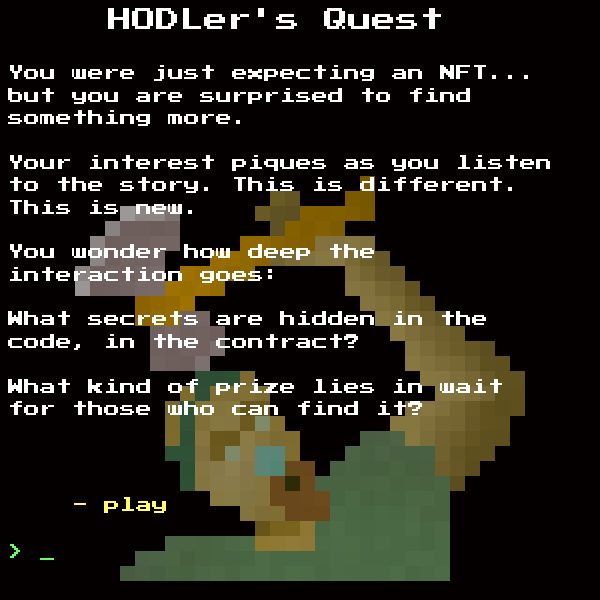 HODLer's Quest
You were just expecting an NFT...
but you are surprised to find
something more.
Your interest piques as you listen
to the story. This is different.
This is new.
You wonder how deep the
interaction goes:
What secrets are hidden in the
code, in the contract?
What kind of prize lies in wait
for those who can find it?
- play
> _